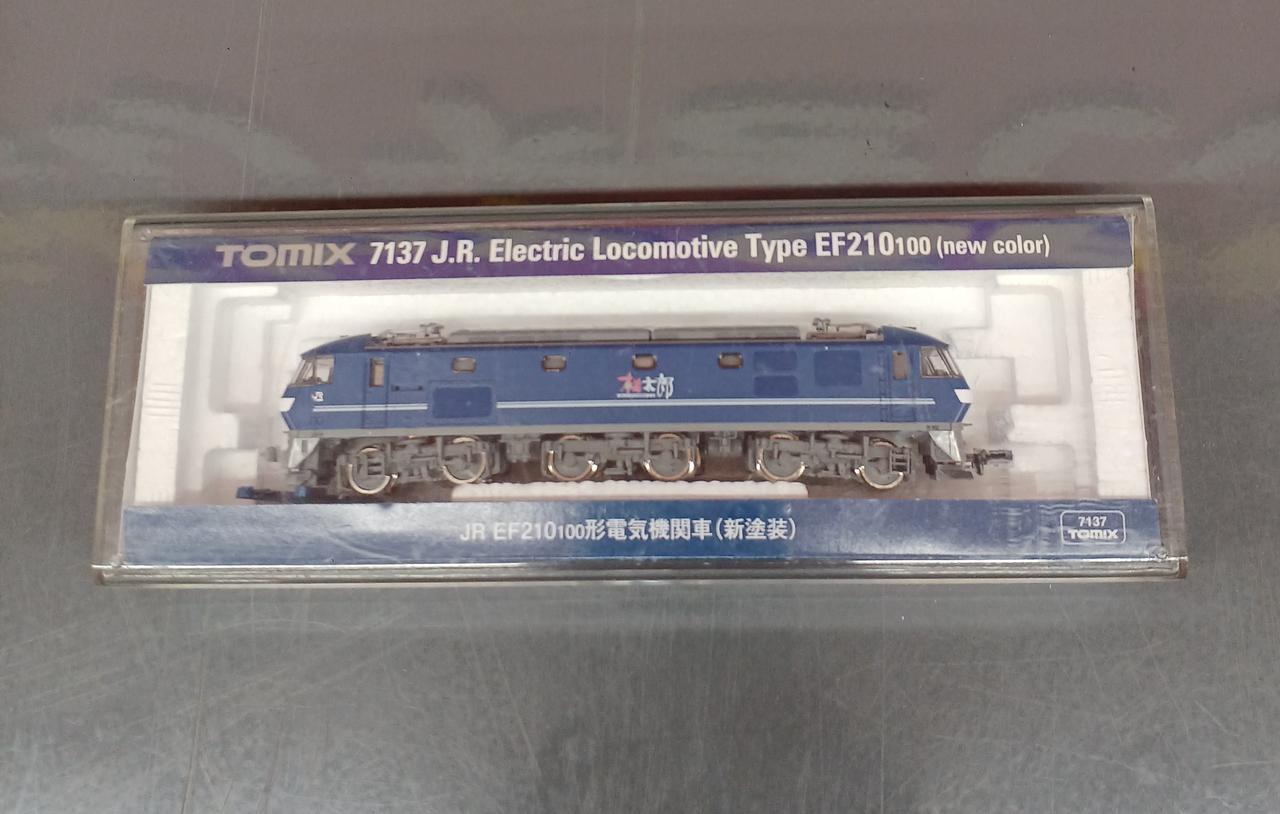 TOMIX 7137 J.R. Electric Locomotive Type EF210100 (new color)
桃太郎
JR
JR EF210100形電気機関車(新塗装)
7137
TOMIX